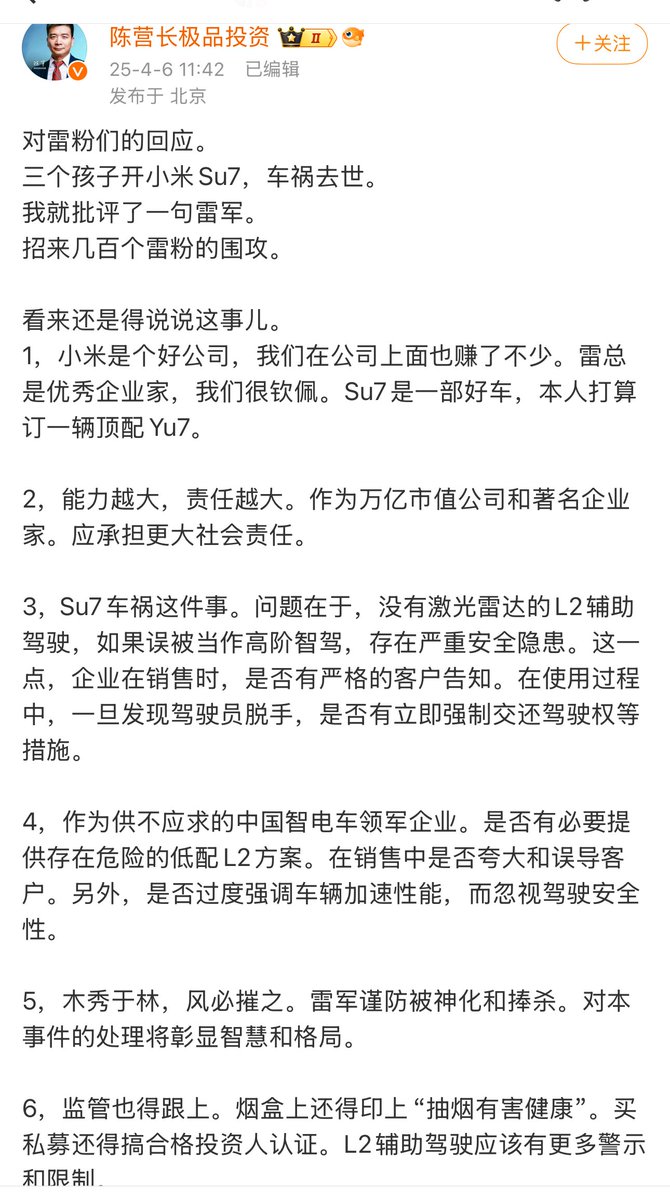 陈营长极品投资
II
V
+关注
25-4-6 11:42 已编辑
发布于 北京
对雷粉们的回应。
三个孩子开小米Su7，车祸去世。
我就批评了一句雷军。
招来几百个雷粉的围攻。
看来还是得说说这事儿。
1，小米是个好公司，我们在公司上面也赚了不少。雷总
是优秀企业家，我们很钦佩。Su7是一部好车，本人打算
订一辆顶配Yu7。
2，能力越大，责任越大。作为万亿市值公司和著名企业
家。应承担更大社会责任。
3，Su7车祸这件事。问题在于，没有激光雷达的L2辅助
驾驶，如果误被当作高阶智驾，存在严重安全隐患。这一
点，企业在销售时，是否有严格的客户告知。在使用过程
中，一旦发现驾驶员脱手，是否有立即强制交还驾驶权等
措施。
4，作为供不应求的中国智电车领军企业。是否有必要提
供存在危险的低配L2方案。在销售中是否夸大和误导客
户。另外，是否过度强调车辆加速性能，而忽视驾驶安全
性。
5，木秀于林，风必摧之。雷军谨防被神化和捧杀。对本
事件的处理将彰显智慧和格局。
6，监管也得跟上。烟盒上还得印上“抽烟有害健康”。买
私募还得搞合格投资人认证。L2辅助驾驶应该有更多警示
和限制。